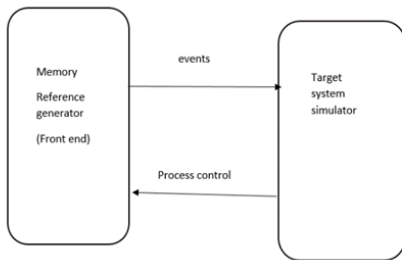 Memory
Reference
generator
(Front end)
events
Process control
Target
system
simulator